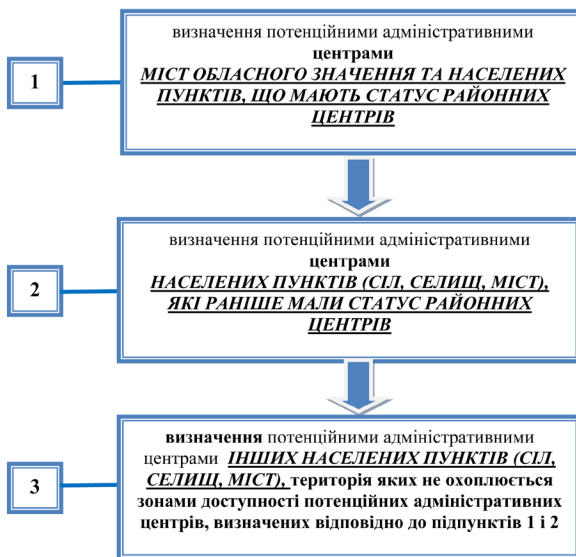 визначення потенційними адміністративними
центрами
1
МІСТ ОБЛАСНОГО ЗНАЧЕННЯ ТА НАСЕЛЕНИХ
ПУНКТІВ, ЩО МАЮТЬ СТАТУС РАЙОННИХ
ЦЕНТРІВ
визначення потенційними адміністративними
центрами
2
НАСЕЛЕНИХ ПУНКТІВ (СІЛ, СЕЛИЩ, МІСТ),
ЯКІ РАНІШЕ МАЛИ СТАТУС РАЙОННИХ
ЦЕНТРІВ
визначення потенційними адміністративними
центрами ІНШИХ НАСЕЛЕНИХ ПУНКТІВ (СІЛ,
3
СЕЛИЩ, МІСТ), територія яких не охоплюється
зонами доступності потенційних адміністративних
центрів, визначених відповідно до підпунктів 1 і 2